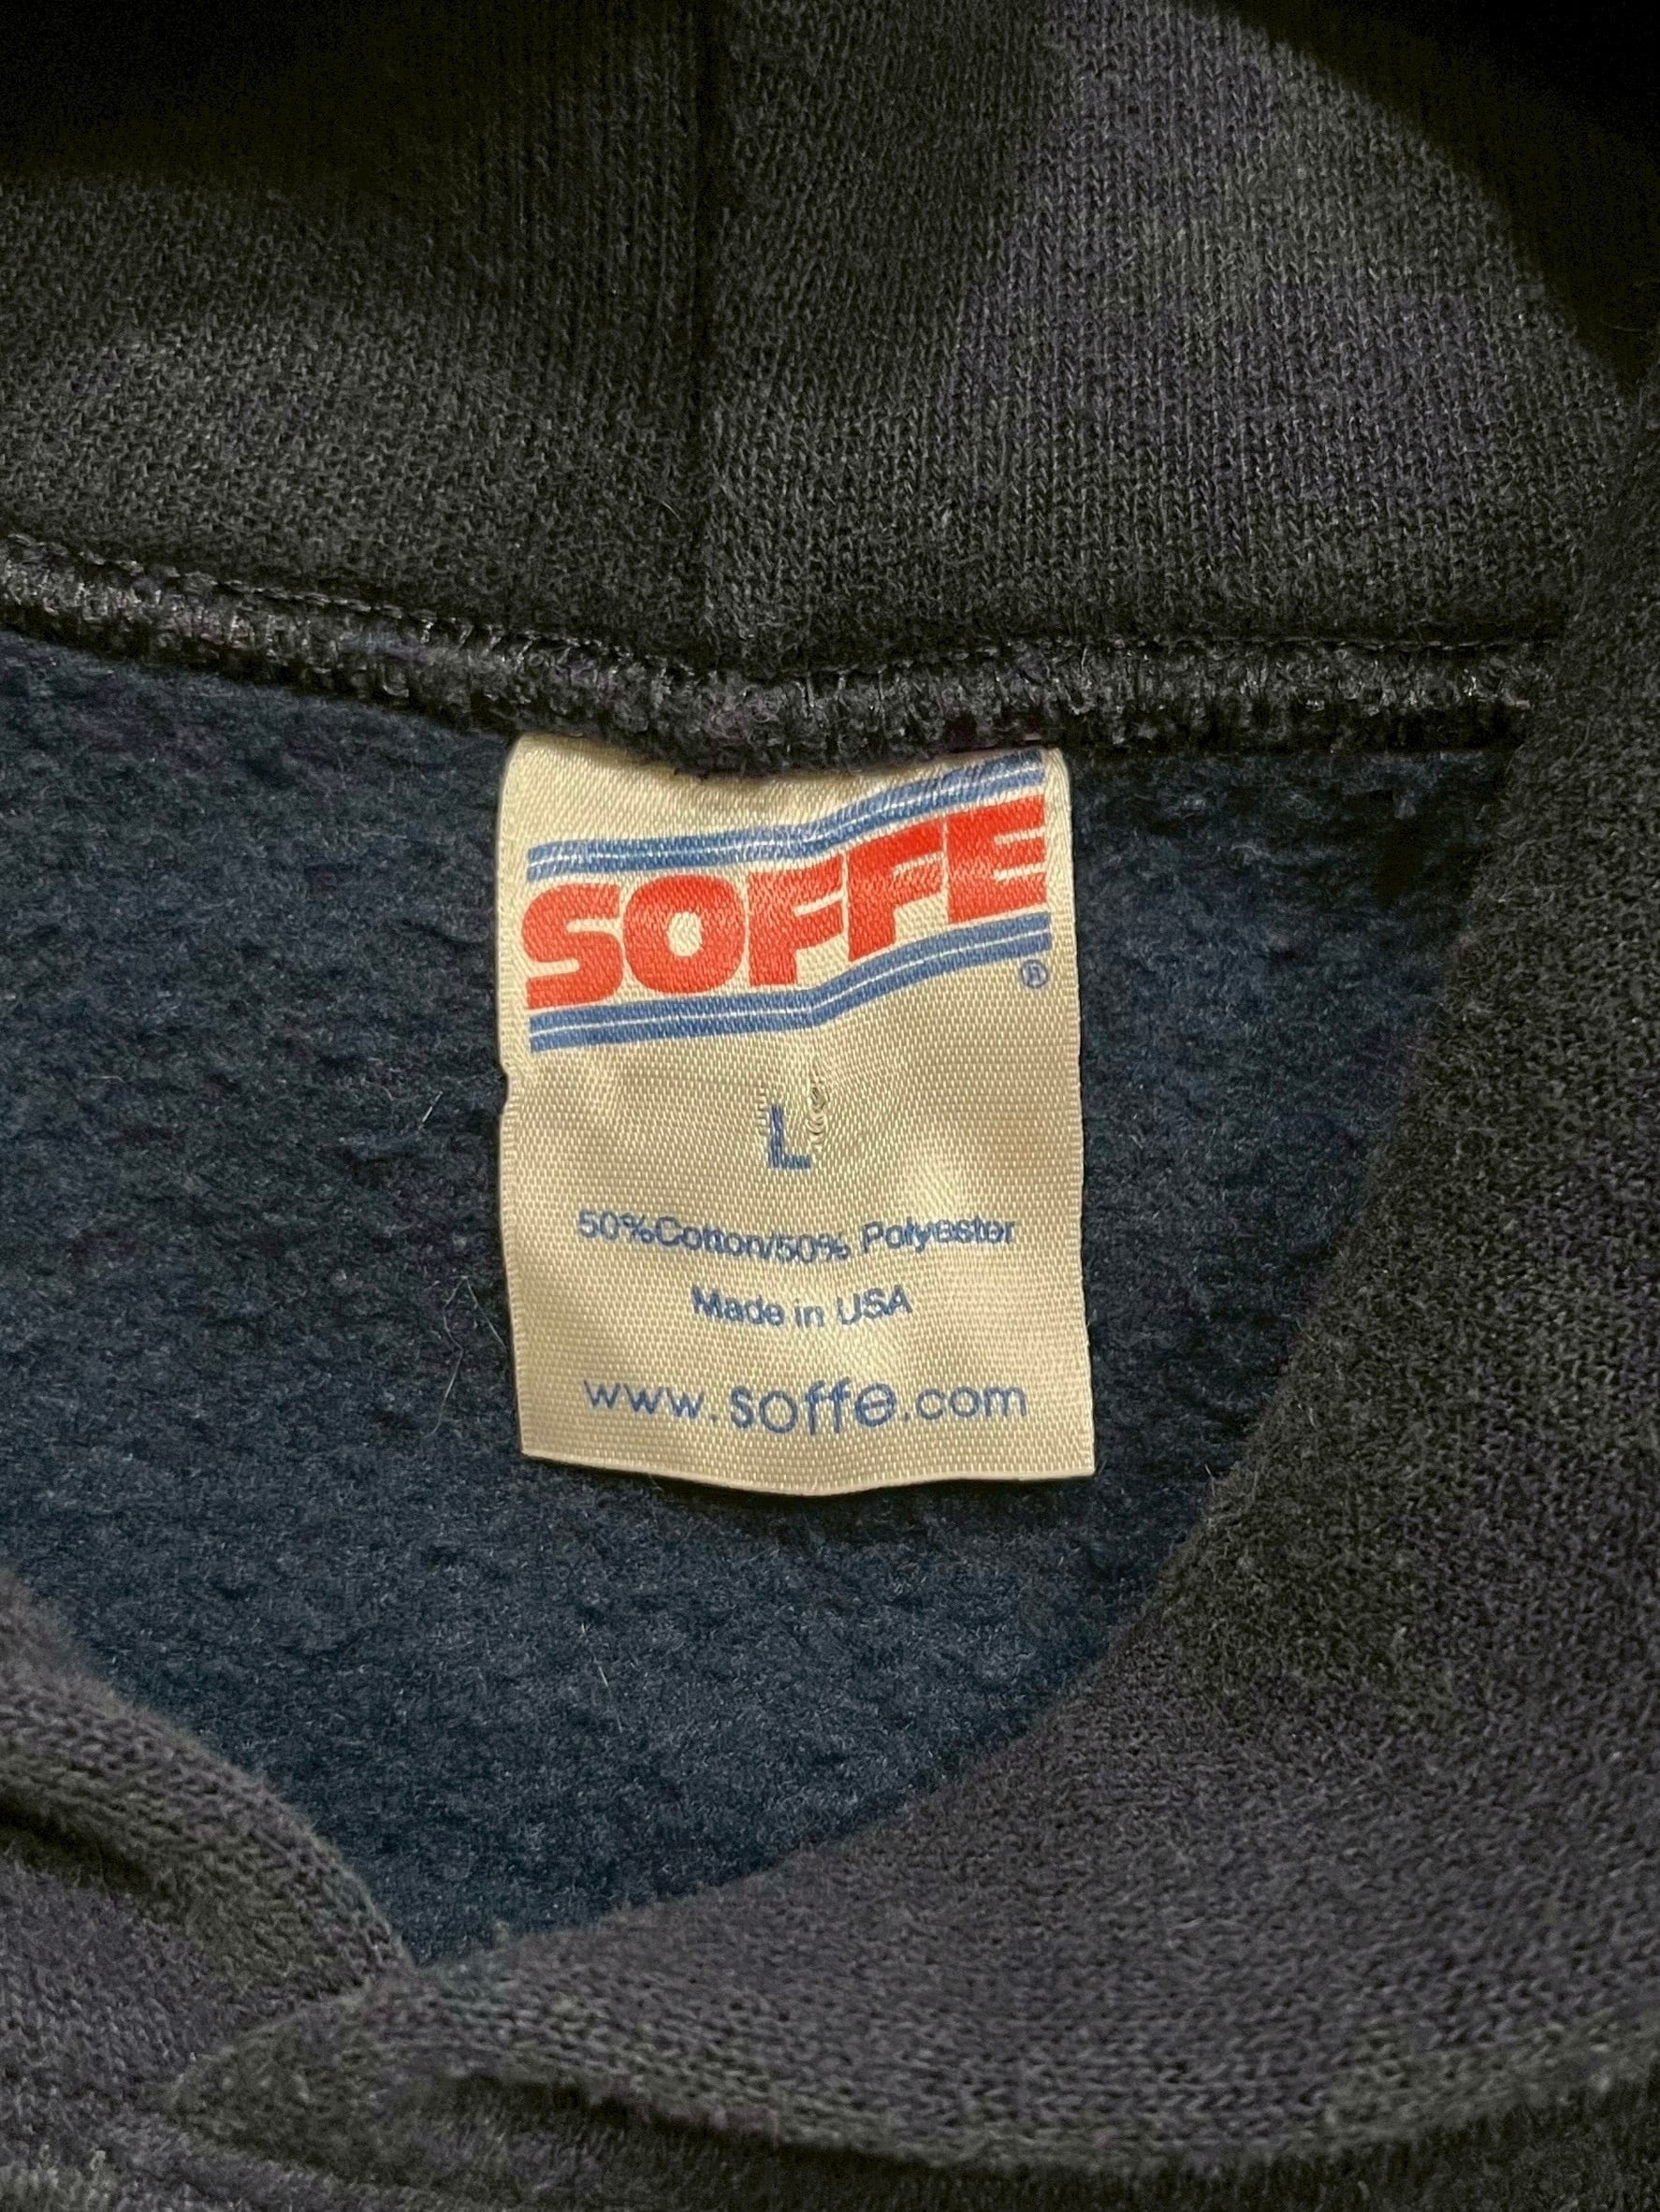 SOFFE
®
L
50%Cotton/50% Polyester
Made in USA
www.soffe.com